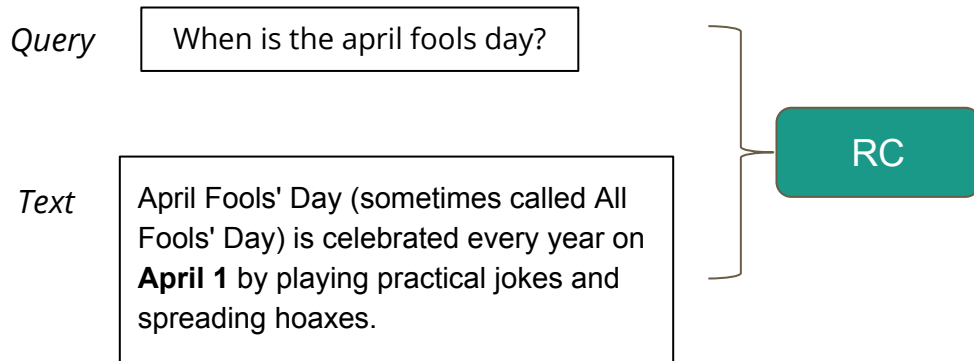 Query
When is the april fools day?
RC
Text
April Fools' Day (sometimes called All
Fools' Day) is celebrated every year on
April 1 by playing practical jokes and
spreading hoaxes.